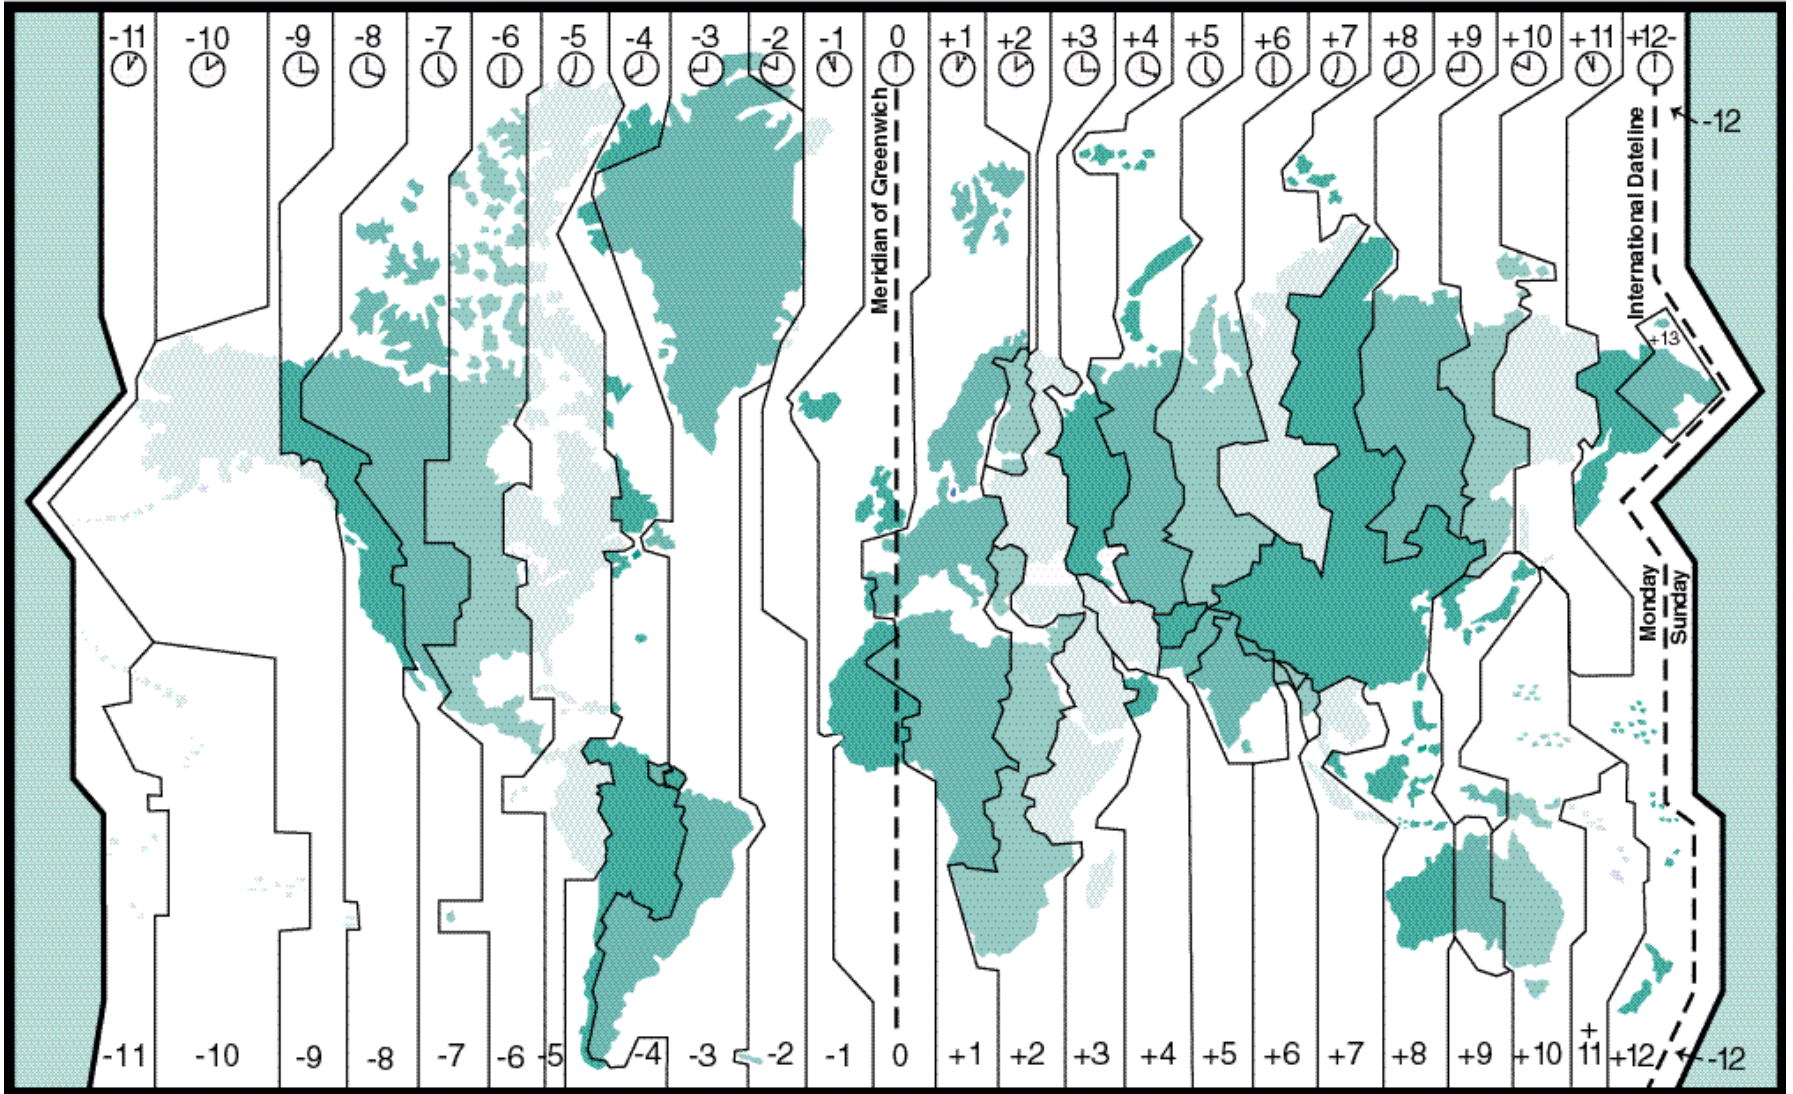 -11 -10 -9 -8 -7 -6 -5 -4 -3 -2 -1 0 +1 +2 +3 +4 +5 +6 +7 +8 +9 +10 +11 +12-
-12
Meridian of Greenwich
International Dateline
+13
Monday
Sunday
-11 -10 -9 -8 -7 -6 -5 -4 -3 -2 -1 0 +1 +2 +3 +4 +5 +6 +7 +8 +9 +10 + 11 +12 -12